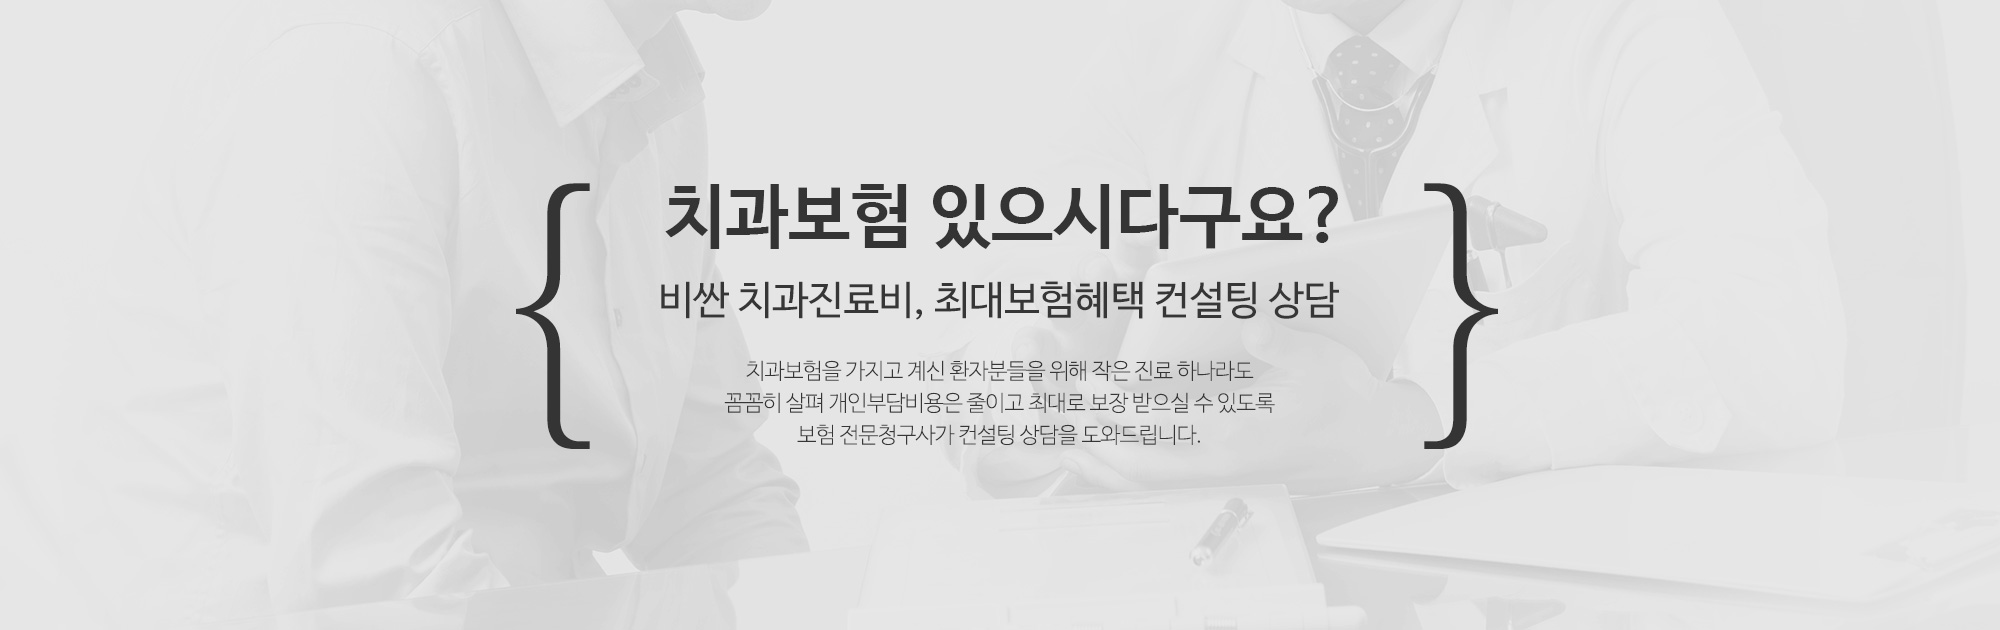 치과보험 있으시다구요?
비싼 치과진료비, 최대보험혜택 컨설팅 상담
치과보험을 가지고 계신 환자분들을 위해 작은 진료 하나라도
꼼꼼히 살펴 개인부담비용은 줄이고 최대로 보장 받으실 수 있도록
보험 전문청구사가 컨설팅 상담을 도와드립니다.